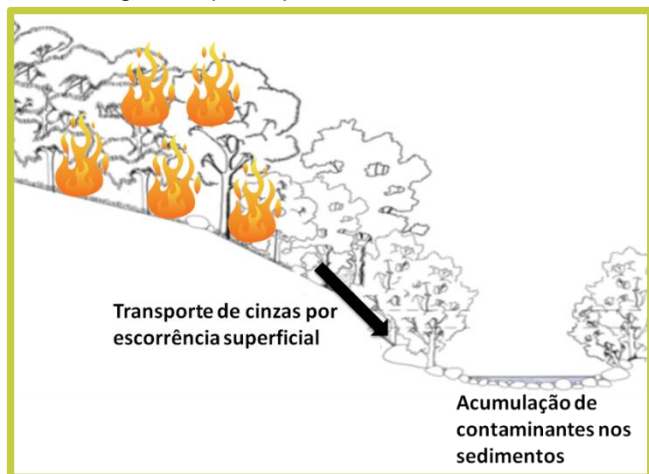 Transporte de cinzas por
escorrência superficial
Acumulação de
contaminantes nos
sedimentos